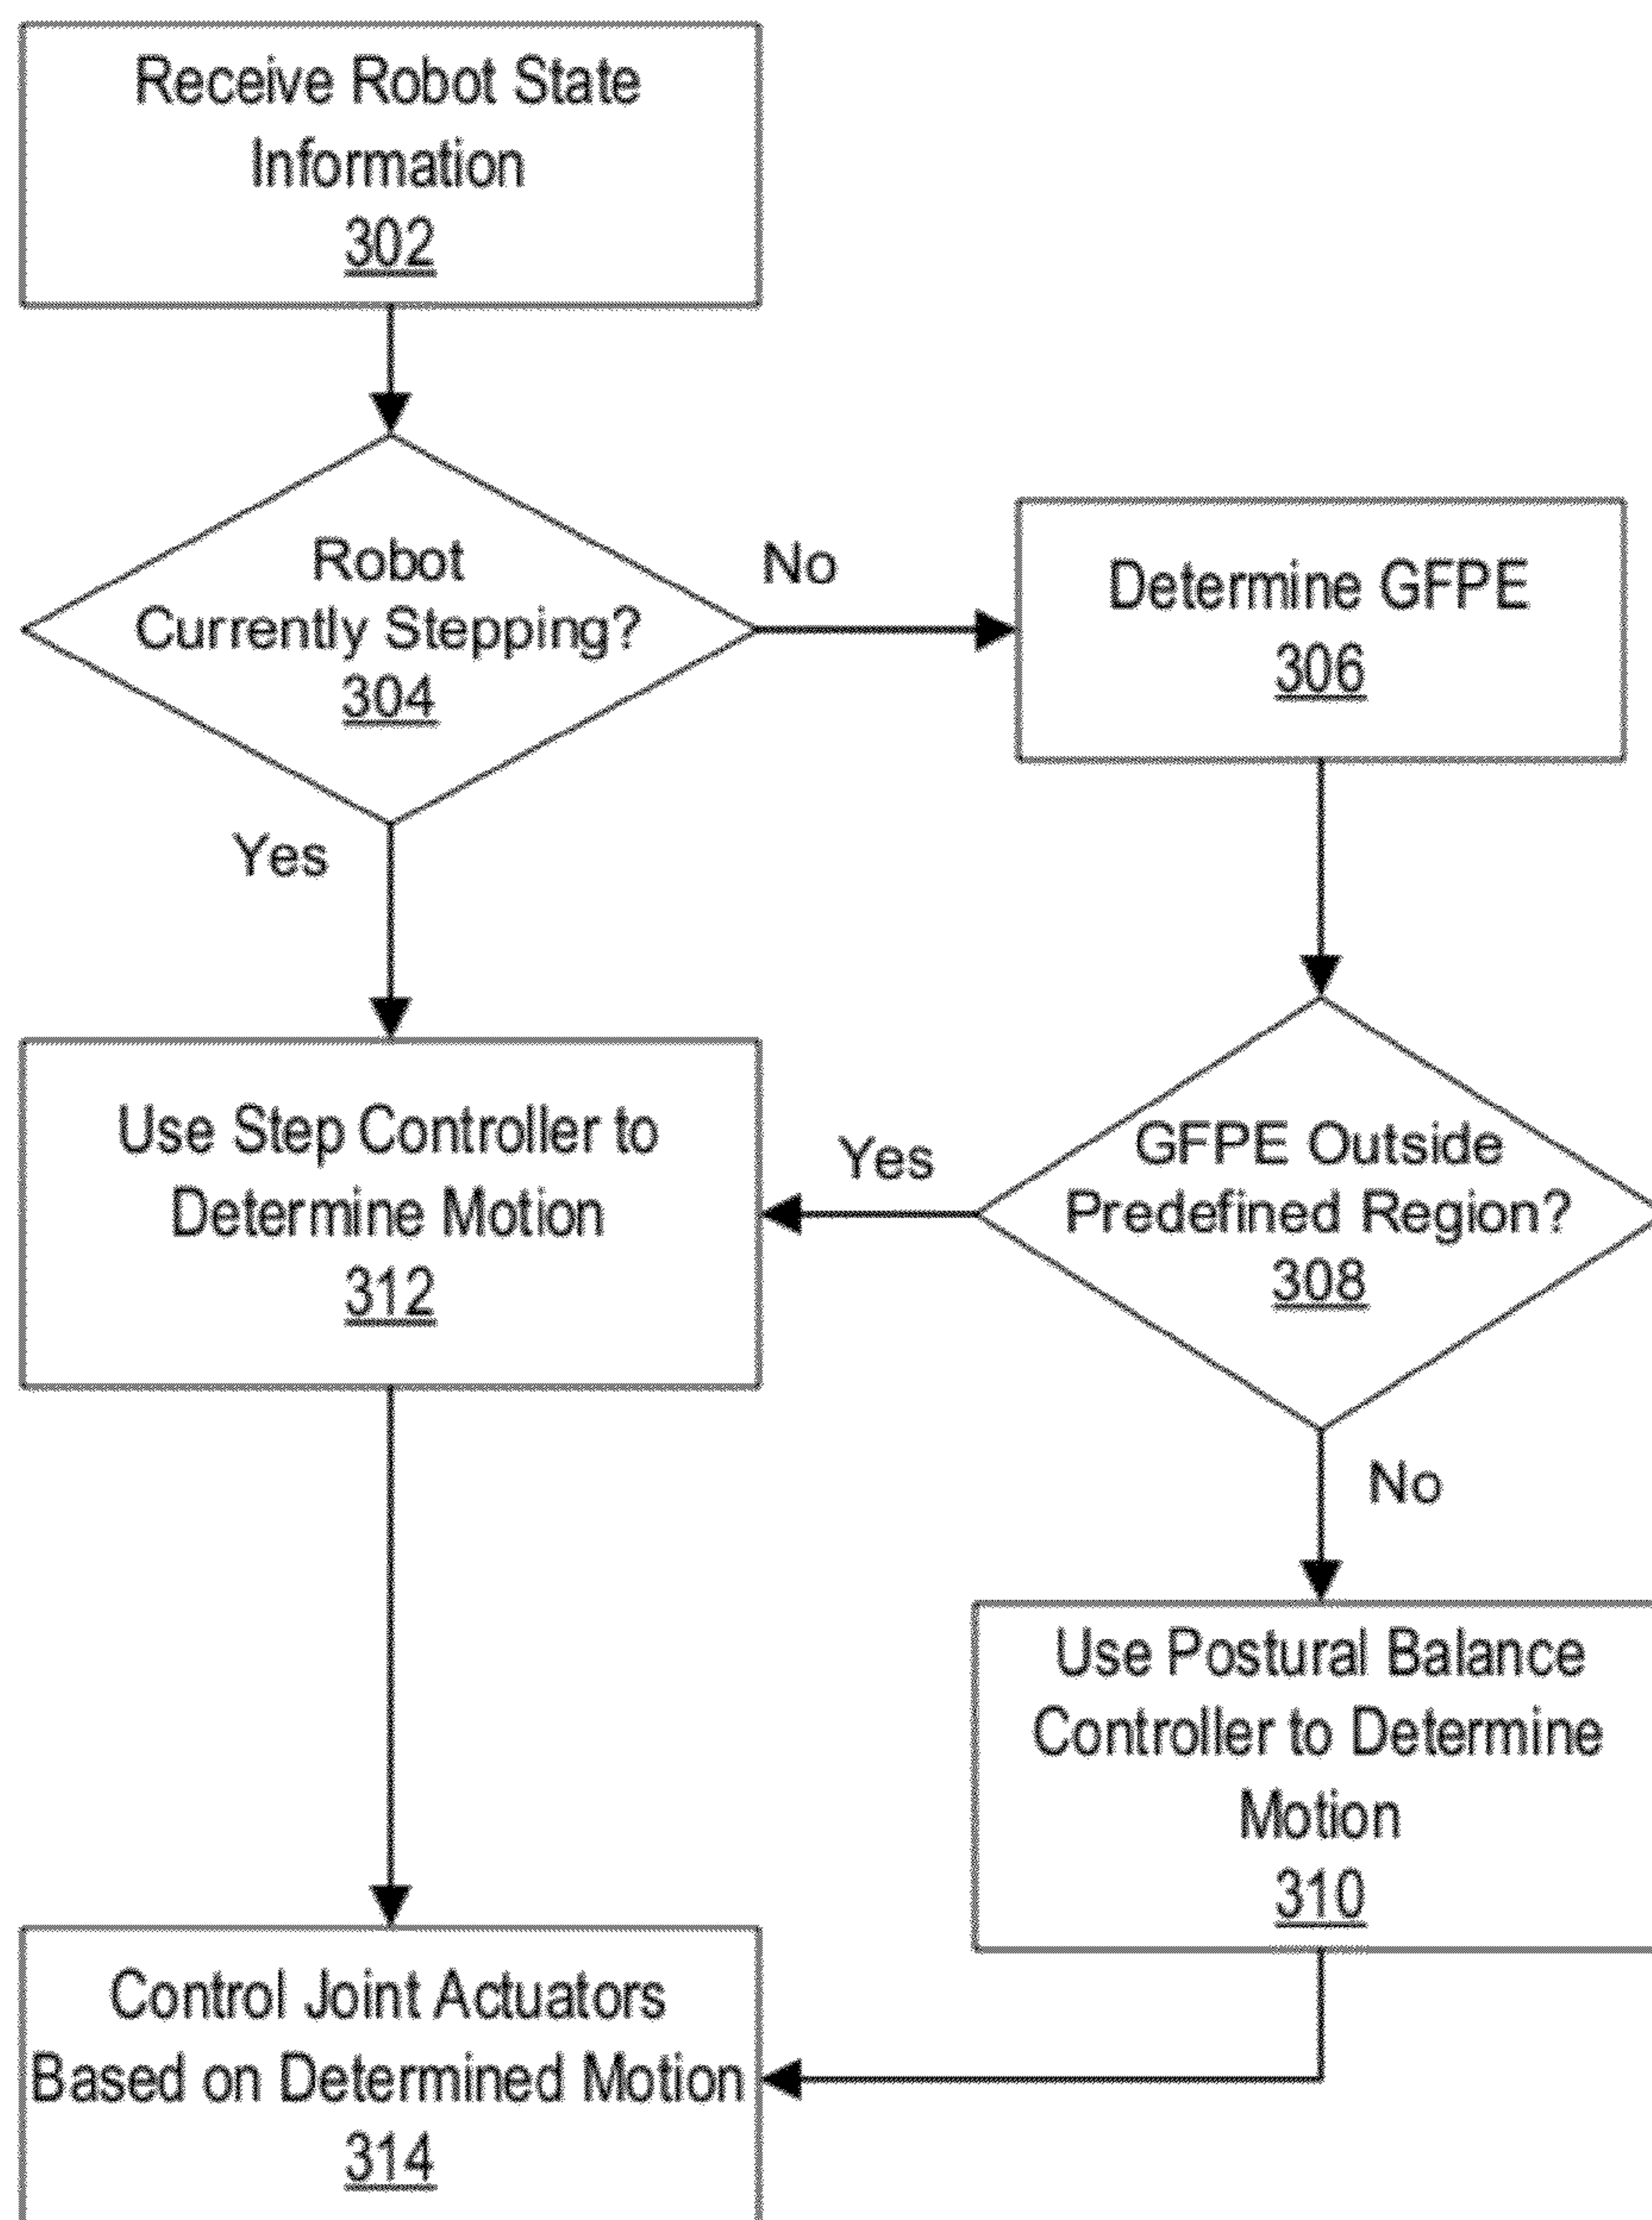 Receive Robot State
Information
302
Robot
Currently Stepping?
304
No
Determine GFPE
306
Yes
Use Step Controller to
Determine Motion
312
Yes
GFPE Outside
Predefined Region?
308
No
Use Postural Balance
Controller to Determine
Motion
310
Control Joint Actuators
Based on Determined Motion
314